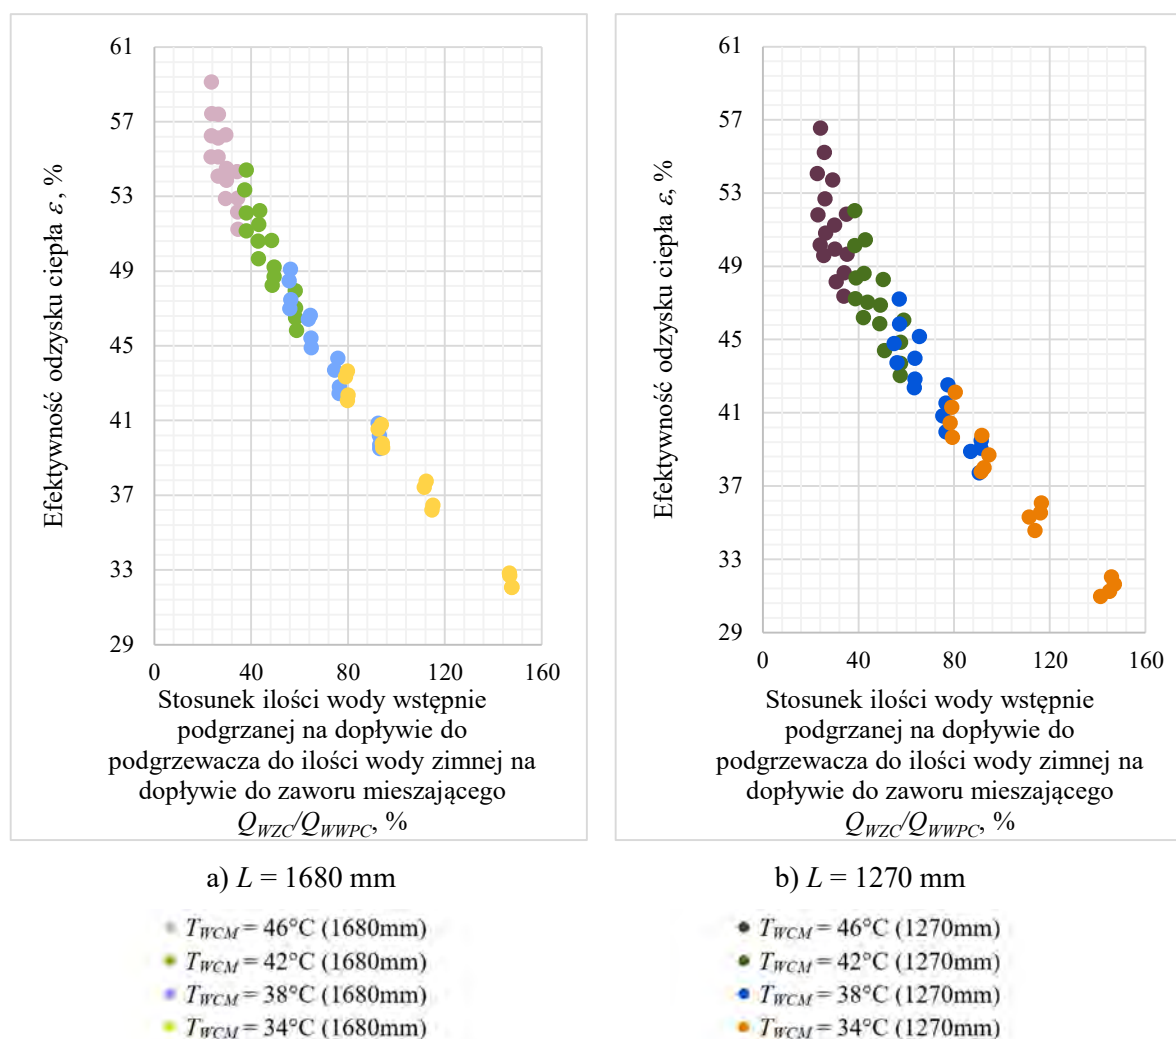 61
57
53
49
45
41
37
33
29
Efektywność odzysku ciepła ε, %
0 40 80 120 160
Stosunek ilości wody wstępnie
podgrzanej na dopływie do
podgrzewacza do ilości wody zimnej na
dopływie do zaworu mieszającego
Q_WZC/Q_WWPC, %
61
57
53
49
45
41
37
33
29
Efektywność odzysku ciepła ε, %
0 40 80 120 160
Stosunek ilości wody wstępnie
podgrzanej na dopływie do
podgrzewacza do ilości wody zimnej na
dopływie do zaworu mieszającego
Q_WZC/Q_WWPC, %
a) L = 1680 mm
b) L = 1270 mm
T_WCM = 46°C (1680mm)
T_WCM = 42°C (1680mm)
T_WCM = 38°C (1680mm)
T_WCM = 34°C (1680mm)
T_WCM = 46°C (1270mm)
T_WCM = 42°C (1270mm)
T_WCM = 38°C (1270mm)
T_WCM = 34°C (1270mm)